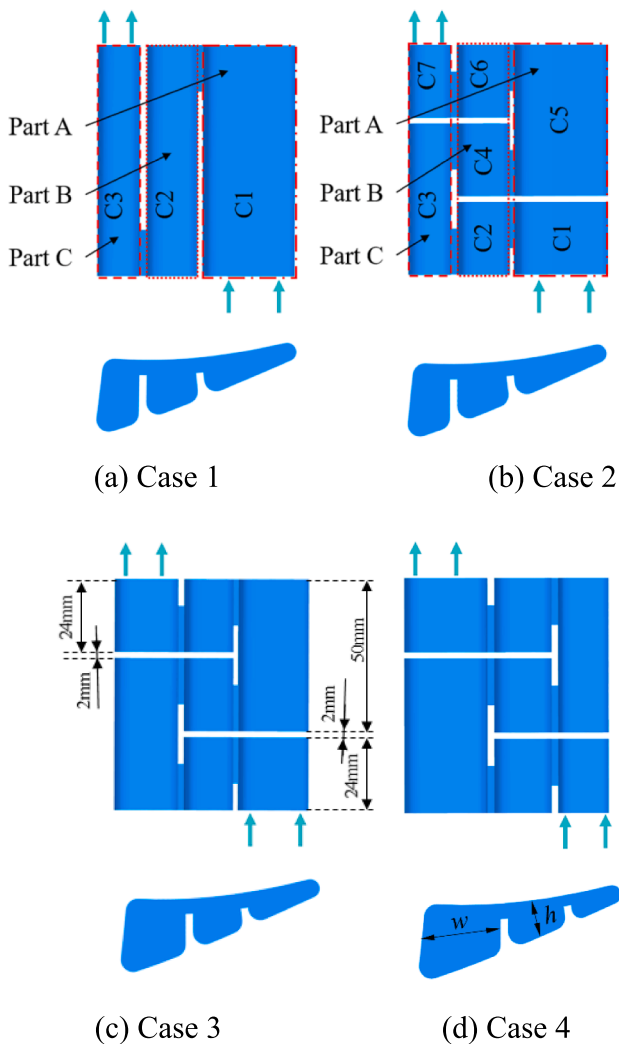 Part A
Part B
Part C
C3
C2
C1
(a) Case 1
Part A
Part B
Part C
C7
C6
C5
C4
C3
C2
C1
(b) Case 2
24mm
2mm
50mm
2mm
24mm
(c) Case 3
w
h
(d) Case 4